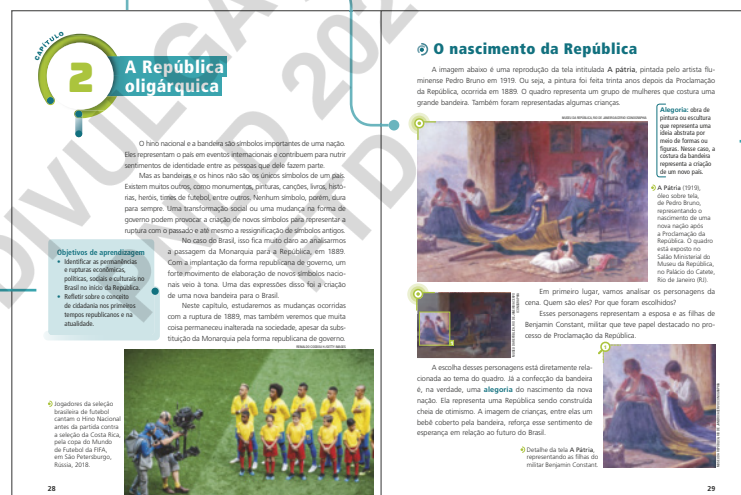 CAPÍTULO
2
A República
oligárquica
O hino nacional e a bandeira são símbolos importantes de uma nação.
Eles representam o país em eventos internacionais e contribuem para nutrir
sentimentos de identidade entre as pessoas que dele fazem parte.
Mas as bandeiras e os hinos não são os únicos símbolos de um país.
Existem muitos outros, como monumentos, pinturas, canções, livros, histó-
rias, heróis, times de futebol, entre outros. Nenhum símbolo, porém, dura
para sempre. Uma transformação social ou uma mudança na forma de
governo podem provocar a criação de novos símbolos para representar a
ruptura com o passado e até mesmo a ressignificação de símbolos antigos.
No caso do Brasil, isso fica muito claro ao analisarmos
a passagem da Monarquia para a República, em 1889.
Com a implantação da forma republicana de governo, um
forte movimento de elaboração de novos símbolos nacio-
nais veio à tona. Uma das expressões disso foi a criação
de uma nova bandeira para o Brasil.
Neste capítulo, estudaremos as mudanças ocorridas
com a ruptura de 1889, mas também veremos que muita
coisa permaneceu inalterada na sociedade, apesar da subs-
tituição da Monarquia pela forma republicana de governo.
Objetivos de aprendizagem
• Identificar as permanências
e rupturas econômicas,
políticas, sociais e culturais no
Brasil no início da República.
• Refletir sobre o conceito
de cidadania nos primeiros
tempos republicanos e na
atualidade.
Jogadores da seleção
brasileira de futebol
cantam o Hino Nacional
antes da partida contra
a seleção da Costa Rica,
pela copa do Mundo
de Futebol da FIFA,
em São Petersburgo,
Rússia, 2018.
28
O nascimento da República
A imagem abaixo é uma reprodução da tela intitulada A pátria, pintada pelo artista flu-
minense Pedro Bruno em 1919. Ou seja, a pintura foi feita trinta anos depois da Proclamação
da República, ocorrida em 1889. O quadro representa um grupo de mulheres que costura uma
grande bandeira. Também foram representadas algumas crianças.
Alegoria: obra de
pintura ou escultura
que representa uma
ideia abstrata por
meio de formas ou
figuras. Nesse caso, a
costura da bandeira
representa a criação
de um novo país.
A Pátria (1919),
óleo sobre tela,
de Pedro Bruno,
representando o
nascimento de uma
nova nação após
a Proclamação da
República. O quadro
está exposto no
Salão Ministerial do
Museu da República,
no Palácio do Catete,
Rio de Janeiro (RJ).
Em primeiro lugar, vamos analisar os personagens da
cena. Quem são eles? Por que foram escolhidos?
Esses personagens representam a esposa e as filhas de
Benjamin Constant, militar que teve papel destacado no pro-
cesso de Proclamação da República.
A escolha desses personagens está diretamente rela-
cionada ao tema do quadro. Já a confecção da bandeira
é, na verdade, uma alegoria do nascimento da nova
nação. Ela representa uma República sendo construída
cheia de otimismo. A imagem de crianças, entre elas um
bebê coberto pela bandeira, reforça esse sentimento de
esperança em relação ao futuro do Brasil.
Detalhe da tela A Pátria,
representando as filhas do
militar Benjamin Constant.
29